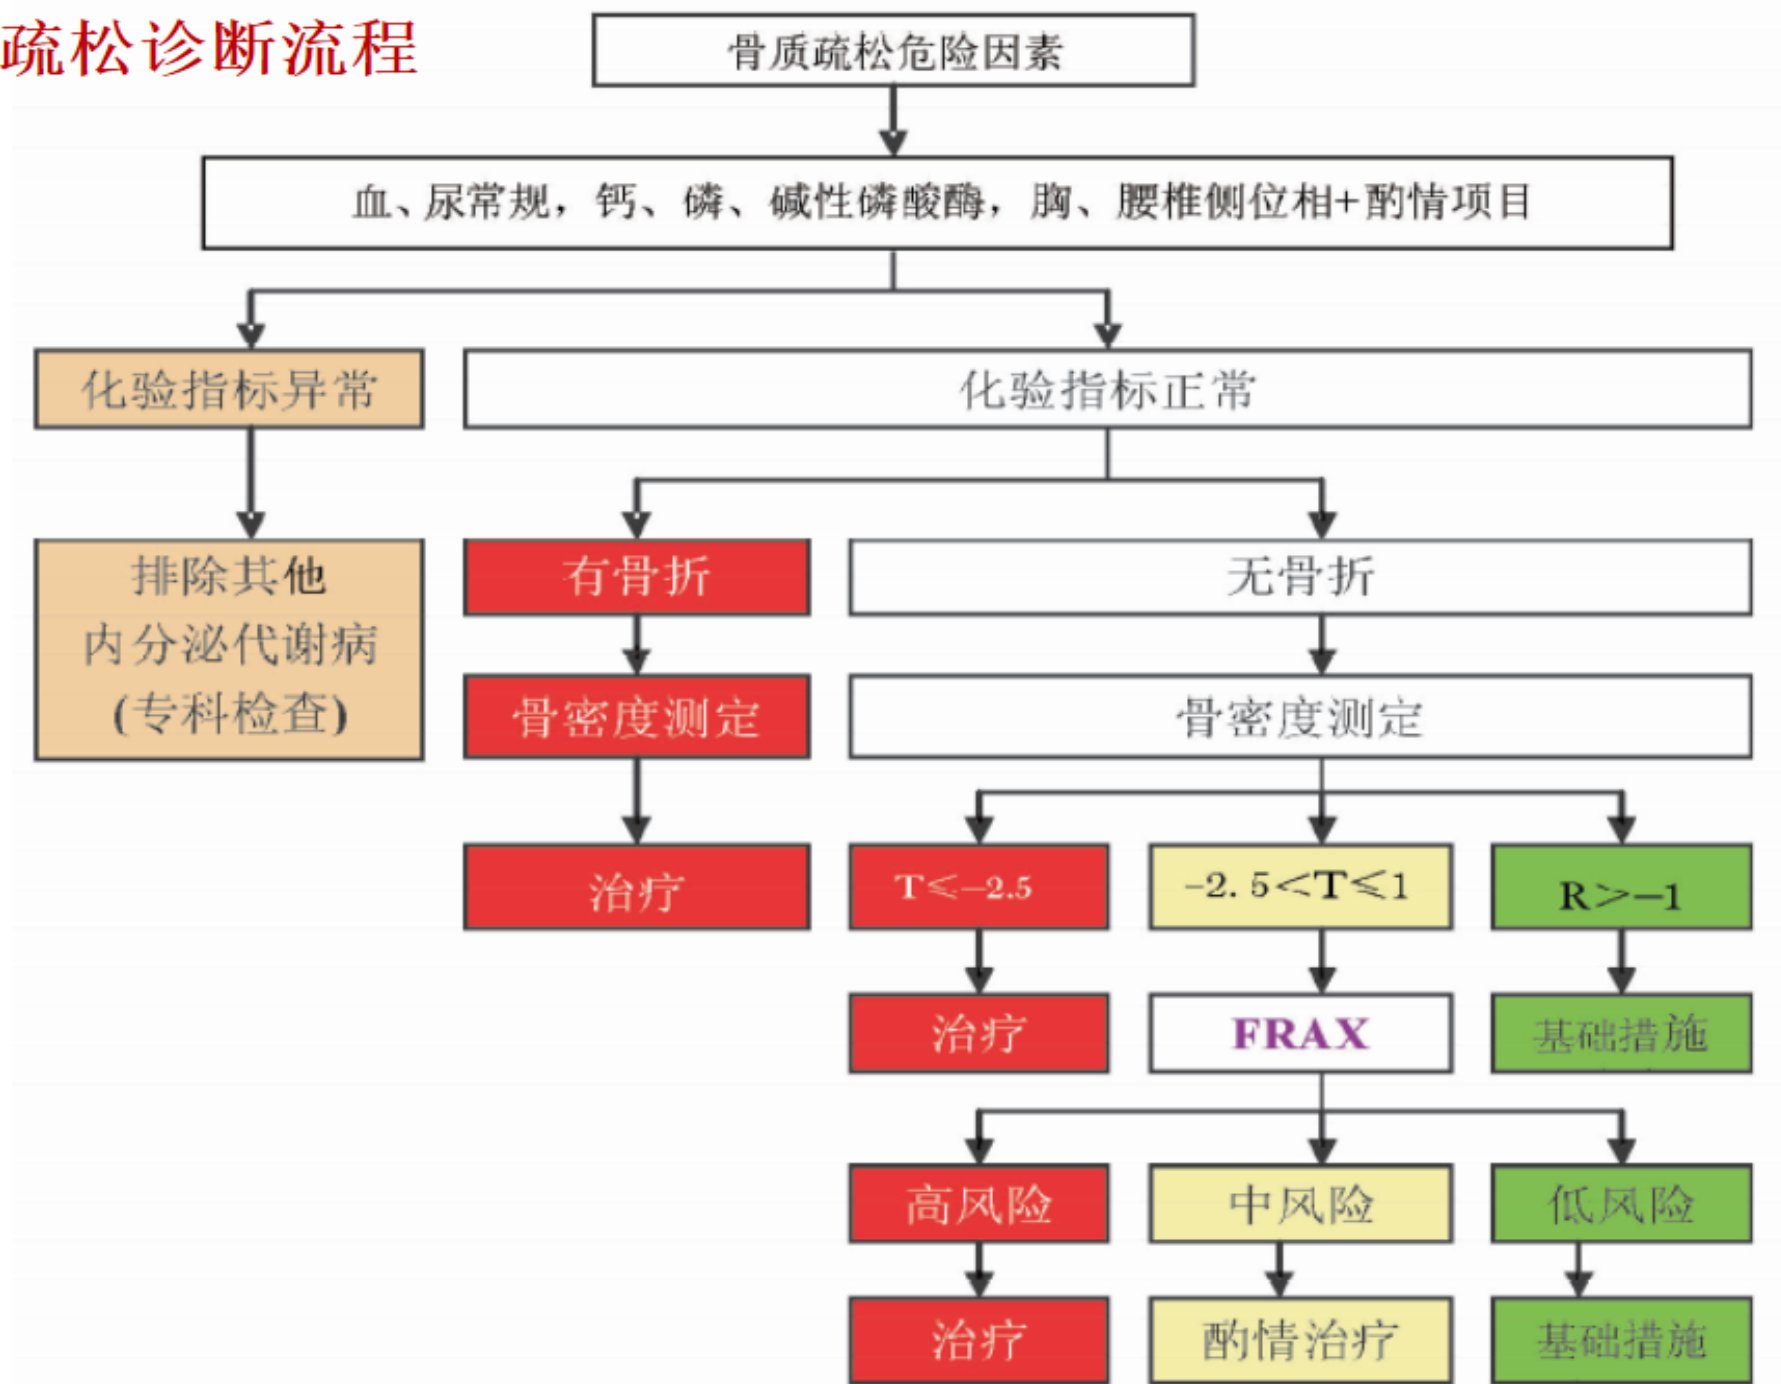 疏松诊断流程
骨质疏松危险因素
血、尿常规，钙、磷、碱性磷酸酶，胸、腰椎侧位相+酌情项目
化验指标异常
化验指标正常
排除其他
内分泌代谢病
(专科检查)
有骨折
无骨折
骨密度测定
骨密度测定
治疗
T≤−2.5
−2.5<T≤1
R>−1
治疗
FRAX
基础措施
高风险
中风险
低风险
治疗
酌情治疗
基础措施